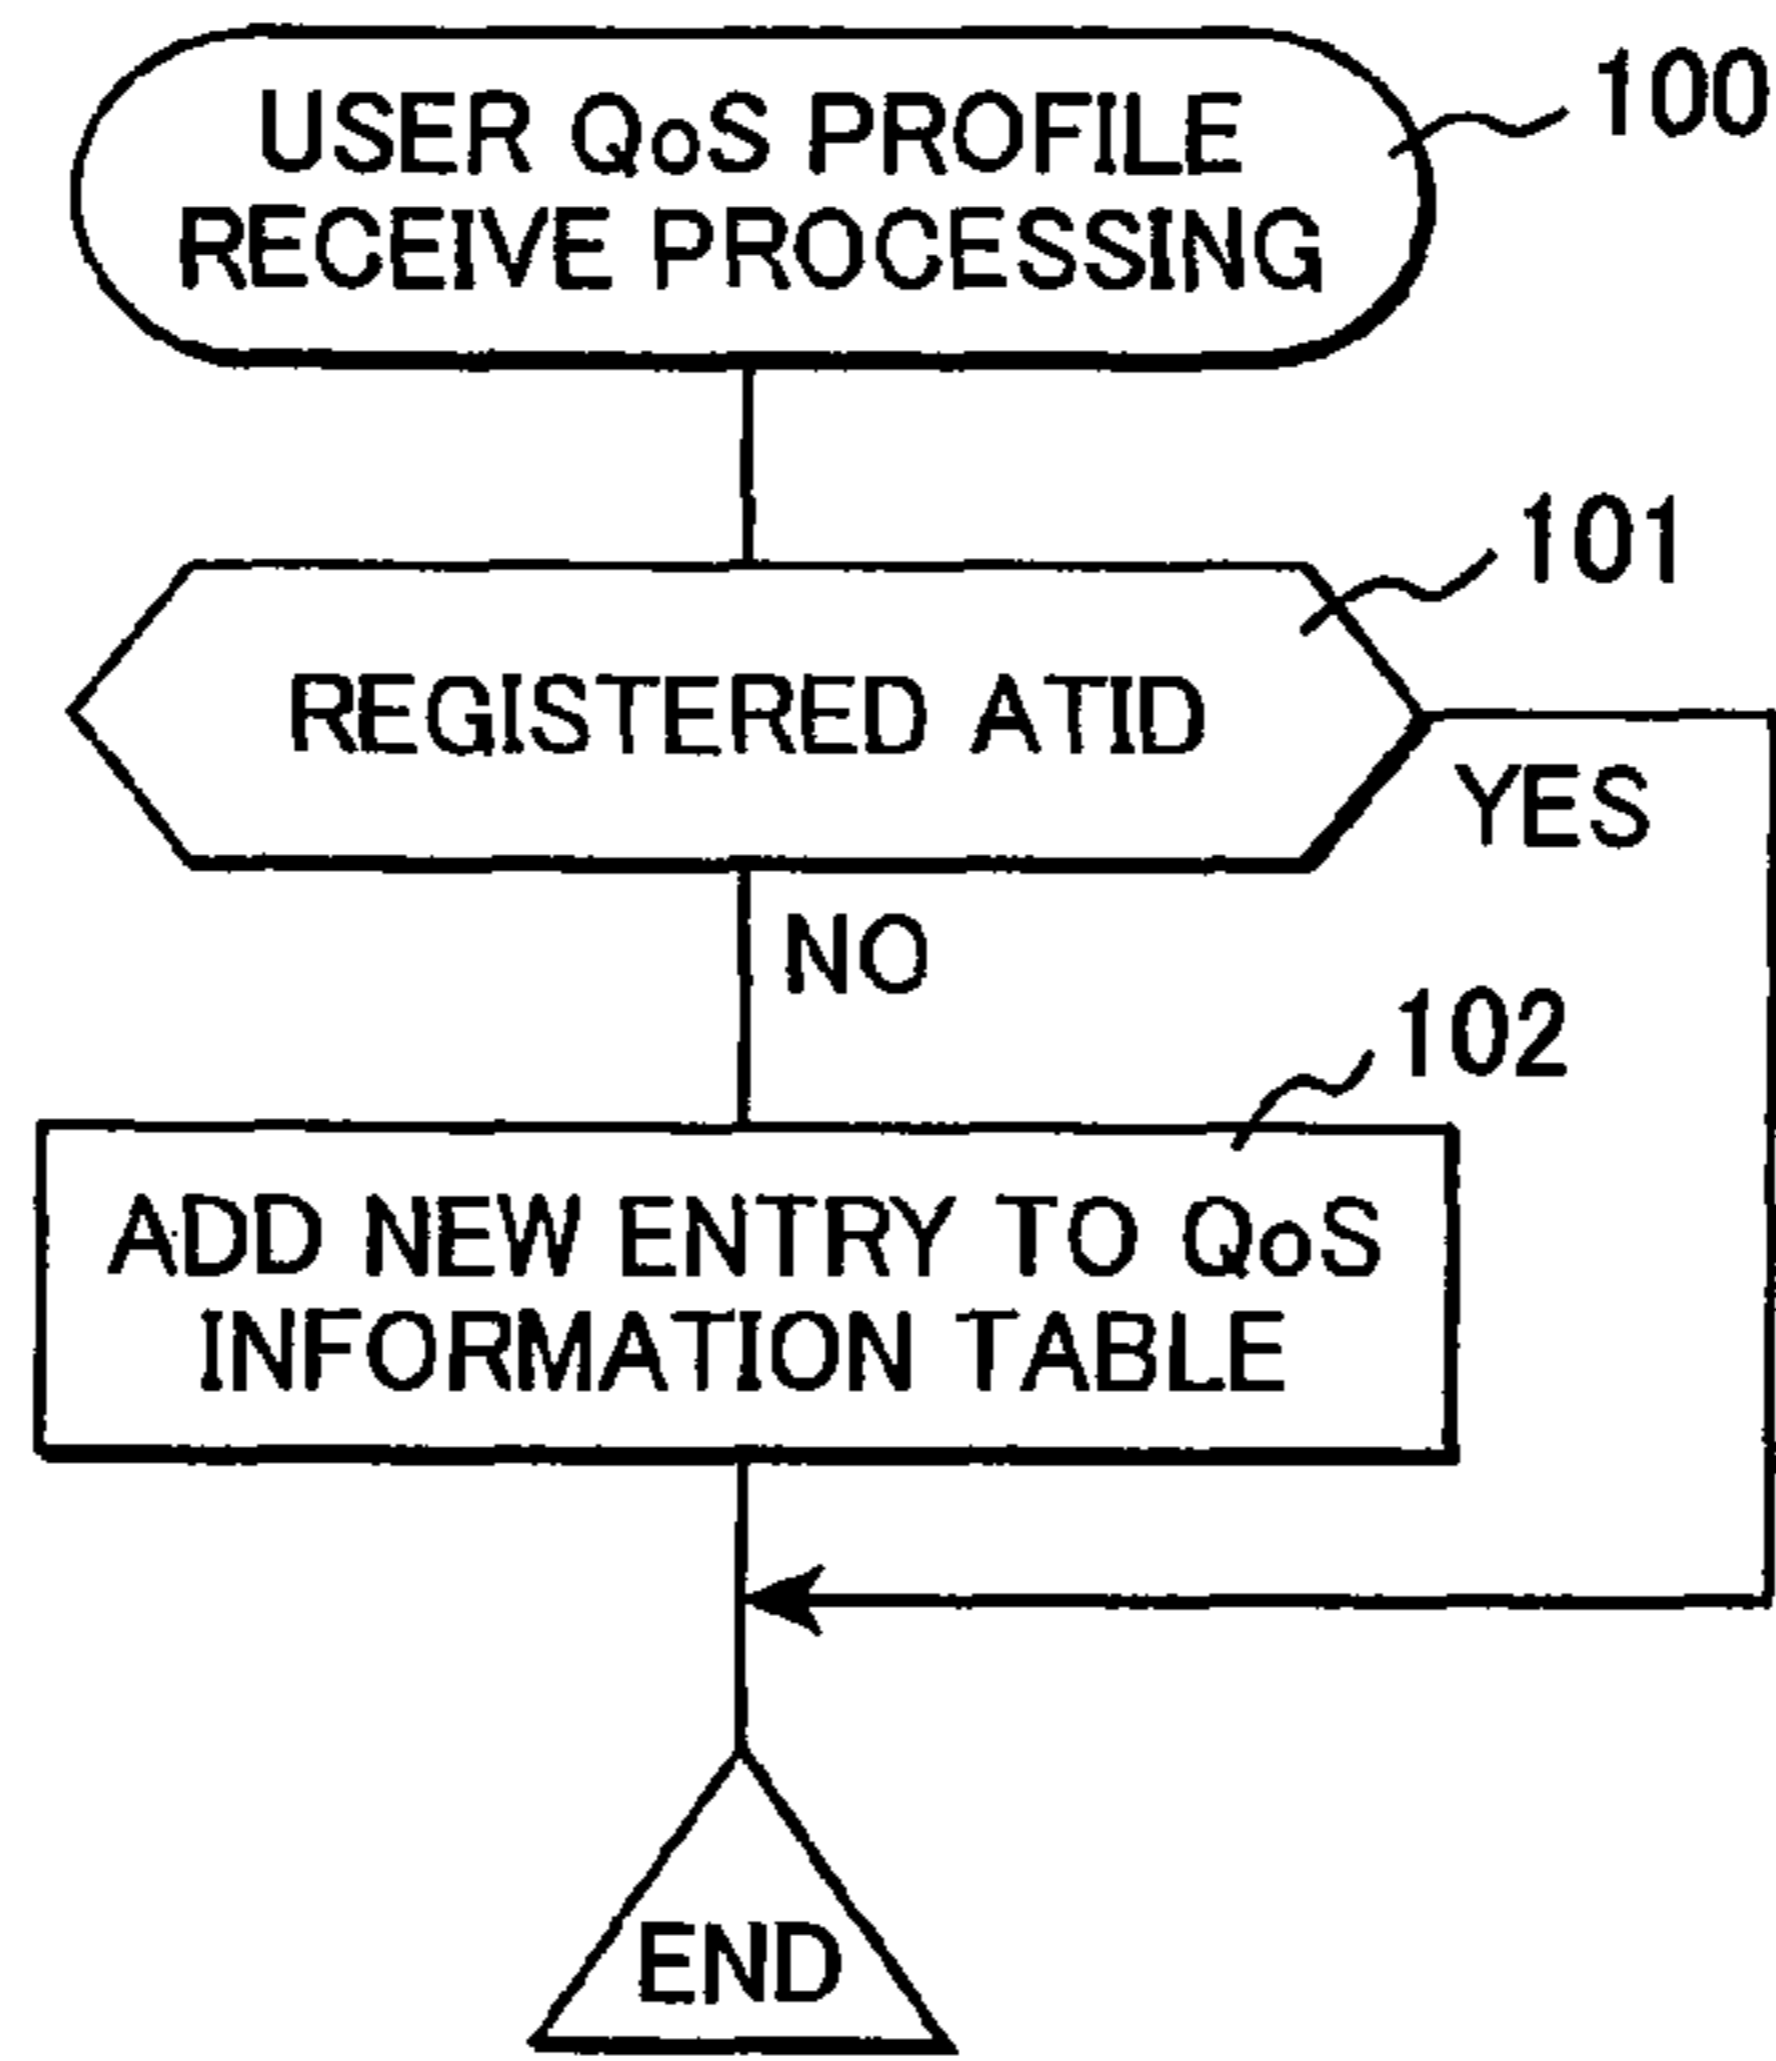 USER QoS PROFILE
RECEIVE PROCESSING
100
101
REGISTERED ATID
YES
NO
102
ADD NEW ENTRY TO QoS
INFORMATION TABLE
END